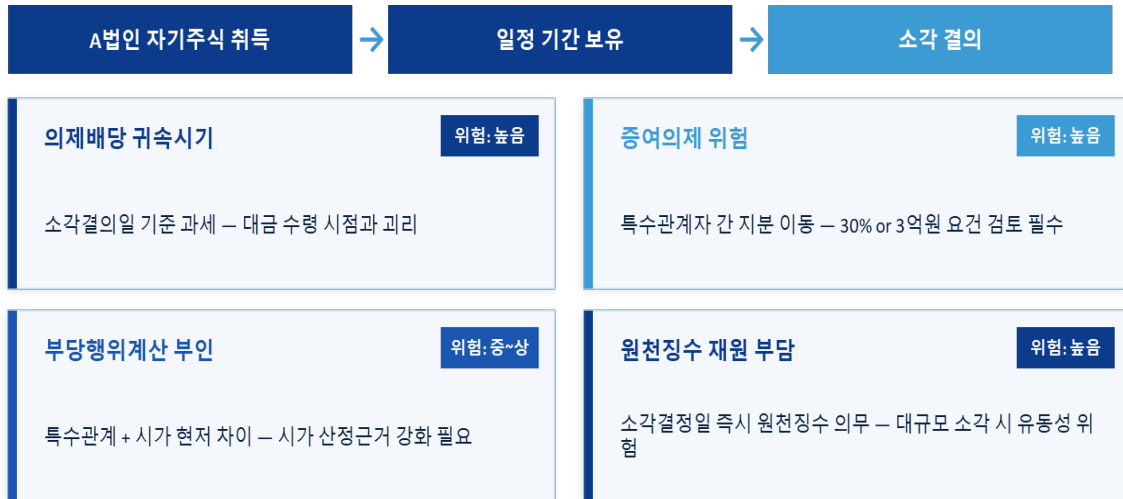 A법인 자기주식 취득 → 일정 기간 보유 → 소각 결의
의제배당 귀속시기
위험: 높음
소각결의일 기준 과세 — 대금 수령 시점과 괴리
증여의제 위험
위험: 높음
특수관계자 간 지분 이동 — 30% or 3억원 요건 검토 필수
부당행위계산 부인
위험: 중~상
특수관계 + 시가 현저 차이 — 시가 산정근거 강화 필요
원천징수 재원 부담
위험: 높음
소각결정일 즉시 원천징수 의무 — 대규모 소각 시 유동성 위
험